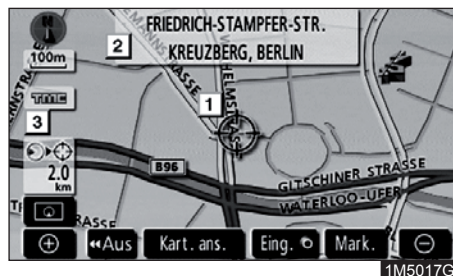 FRIEDRICH-STAMPFER-STR.
KREUZBERG, BERLIN
2
100m
1
TMC
3
B96
2.0
km
GITSCHINER STRASSE
WATERLOO-UFER
Aus
Kart. ans.
Eing.
Mark.
1M5017G